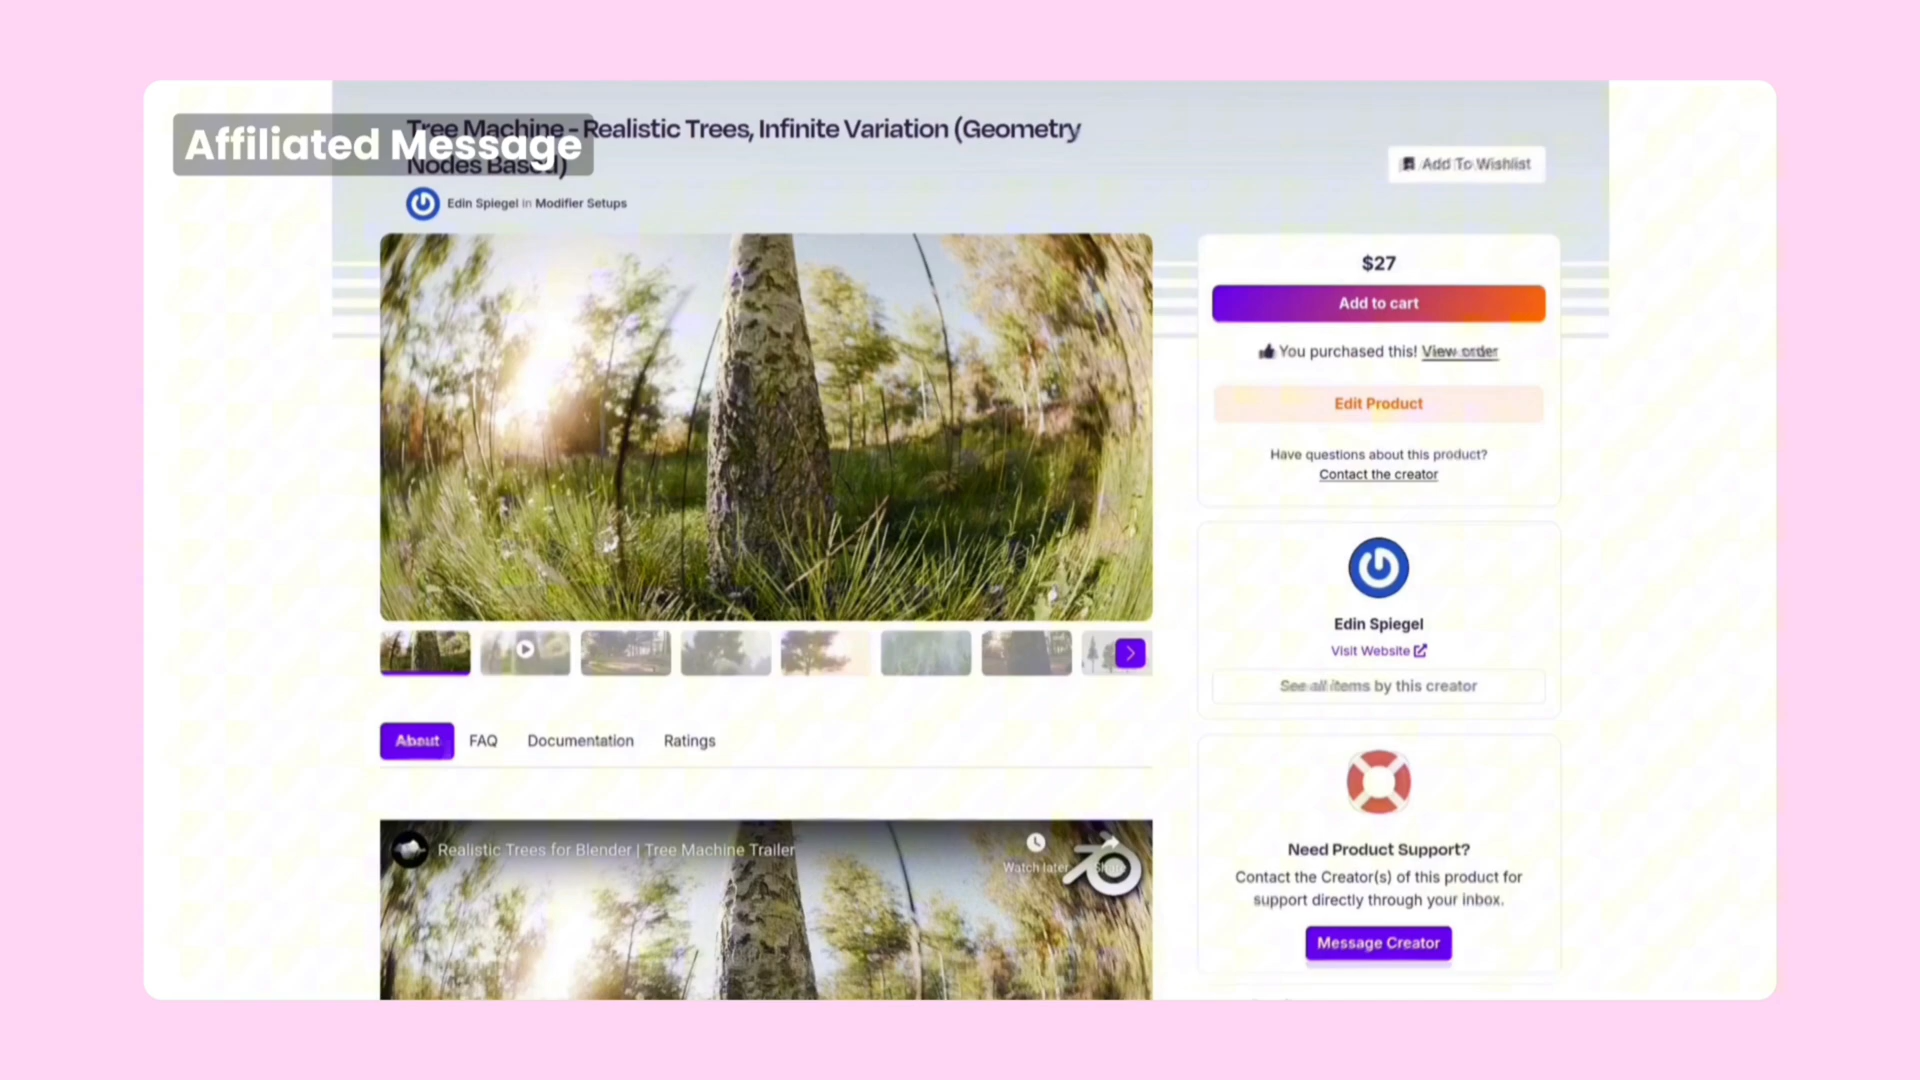 Affiliated Message
Tree Machine - Realistic Trees, Infinite Variation (Geometry
Nodes Based)
Edin Spiegel in Modifier Setups
Add To Wishlist
$27
Add to cart
You purchased this! View order
Edit Product
Have questions about this product?
Contact the creator
Edin Spiegel
Visit Website
See all items by this creator
About
FAQ
Documentation
Ratings
Realistic Trees for Blender | Tree Machine Trailer
Watch later
Share
Need Product Support?
Contact the Creator(s) of this product for
support directly through your inbox.
Message Creator